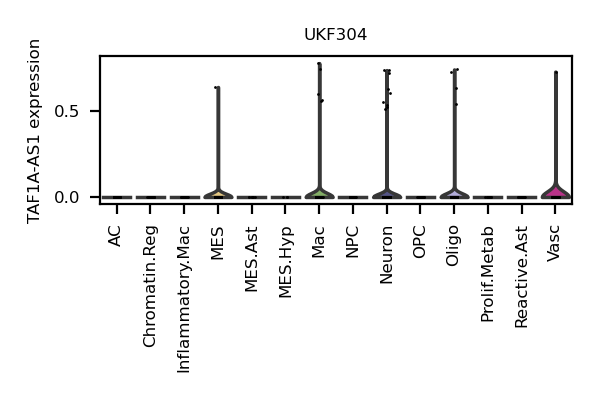 UKF304
TAF1A-AS1 expression
0.5
0.0
AC
Chromatin.Reg
Inflammatory.Mac
MES
MES.Ast
MES.Hyp
Mac
NPC
Neuron
OPC
Oligo
Prolif.Metab
Reactive.Ast
Vasc